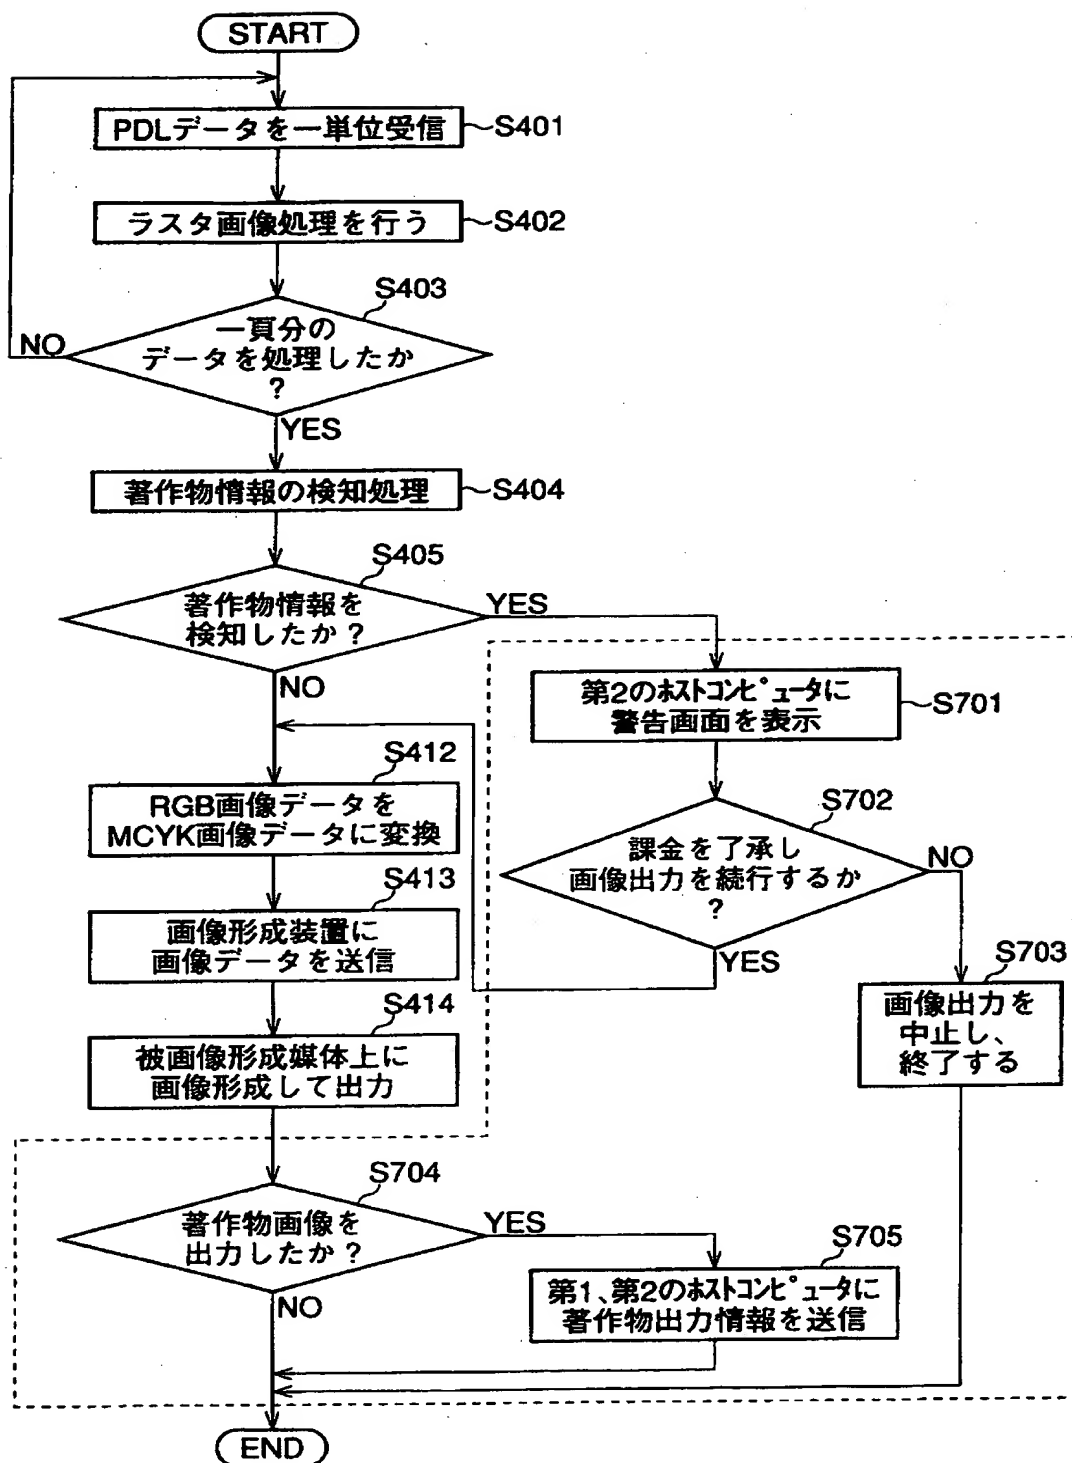 START
PDLデータを一単位受信
S401
ラスタ画像処理を行う
S402
S403
一頁分の
データを処理したか
?
NO
YES
著作物情報の検知処理
S404
S405
著作物情報を
検知したか?
YES
NO
第2のホストコンピュータに
警告画面を表示
S701
S412
RGB画像データを
MCYK画像データに変換
S702
課金を了承し
画像出力を続行するか
?
NO
YES
S413
画像形成装置に
画像データを送信
S703
画像出力を
中止し、
終了する
S414
被画像形成媒体上に
画像形成して出力
S704
著作物画像を
出力したか?
YES
NO
S705
第1、第2のホストコンピュータに
著作物出力情報を送信
END